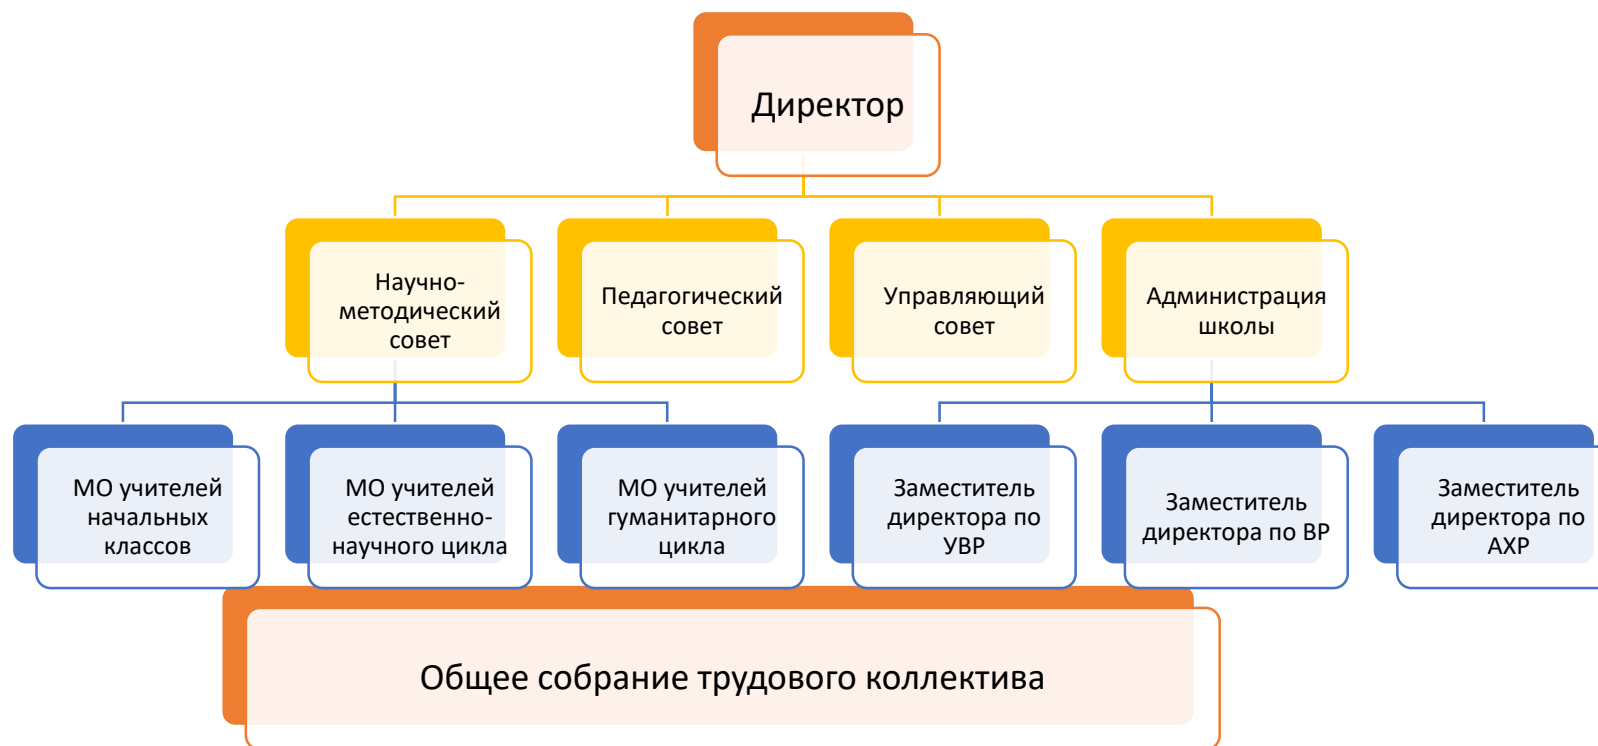 Директор
Научно-
методический
совет
Педагогический
совет
Управляющий
совет
Администрация
школы
МО учителей
начальных
классов
МО учителей
естественно-
научного цикла
МО учителей
гуманитарного
цикла
Заместитель
директора по
УВР
Заместитель
директора по ВР
Заместитель
директора по
АХР
Общее собрание трудового коллектива